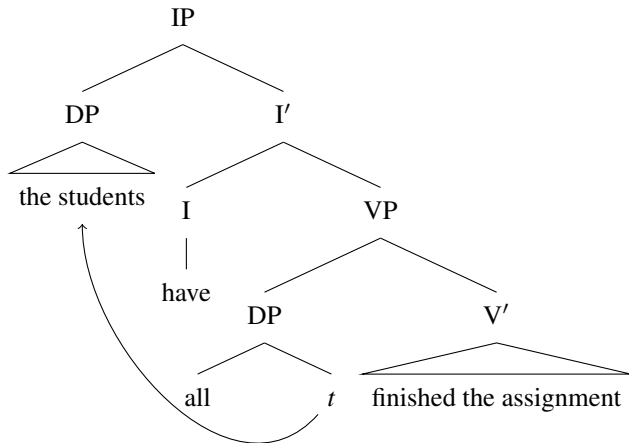 IP
DP I′
the students I VP
have DP V′
all t finished the assignment